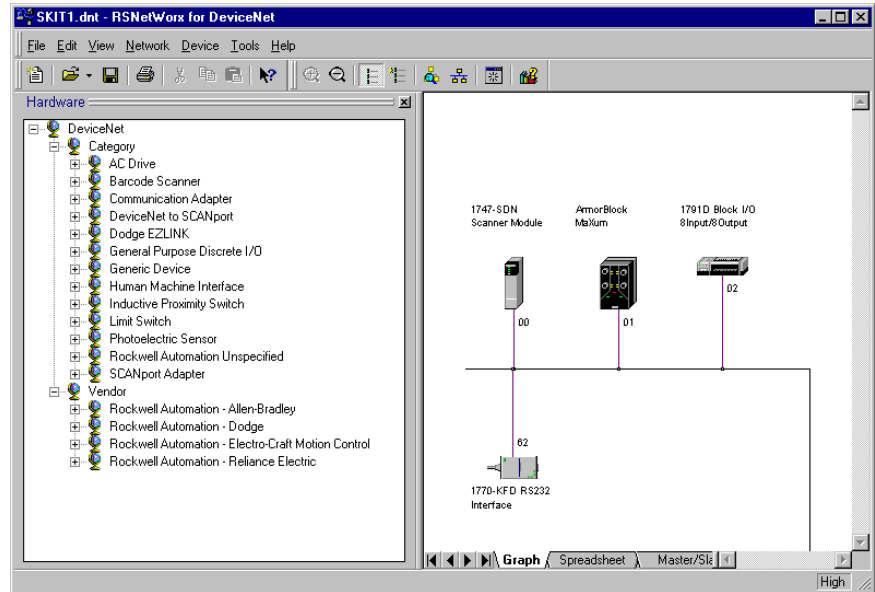 SKIT1.dnt - RSNetWorx for DeviceNet
File Edit View Network Device Tools Help
Hardware
DeviceNet
Category
AC Drive
Barcode Scanner
Communication Adapter
DeviceNet to SCANport
Dodge EZLINK
General Purpose Discrete I/O
Generic Device
Human Machine Interface
Inductive Proximity Switch
Limit Switch
Photoelectric Sensor
Rockwell Automation Unspecified
SCANport Adapter
Vendor
Rockwell Automation - Allen-Bradley
Rockwell Automation - Dodge
Rockwell Automation - Electro-Craft Motion Control
Rockwell Automation - Reliance Electric
1747-SDN
Scanner Module
ArmorBlock
MaXum
1791D Block I/O
8Input/8Output
00
01
02
62
1770-KFD RS232
Interface
Graph Spreadsheet Master/Sla
High